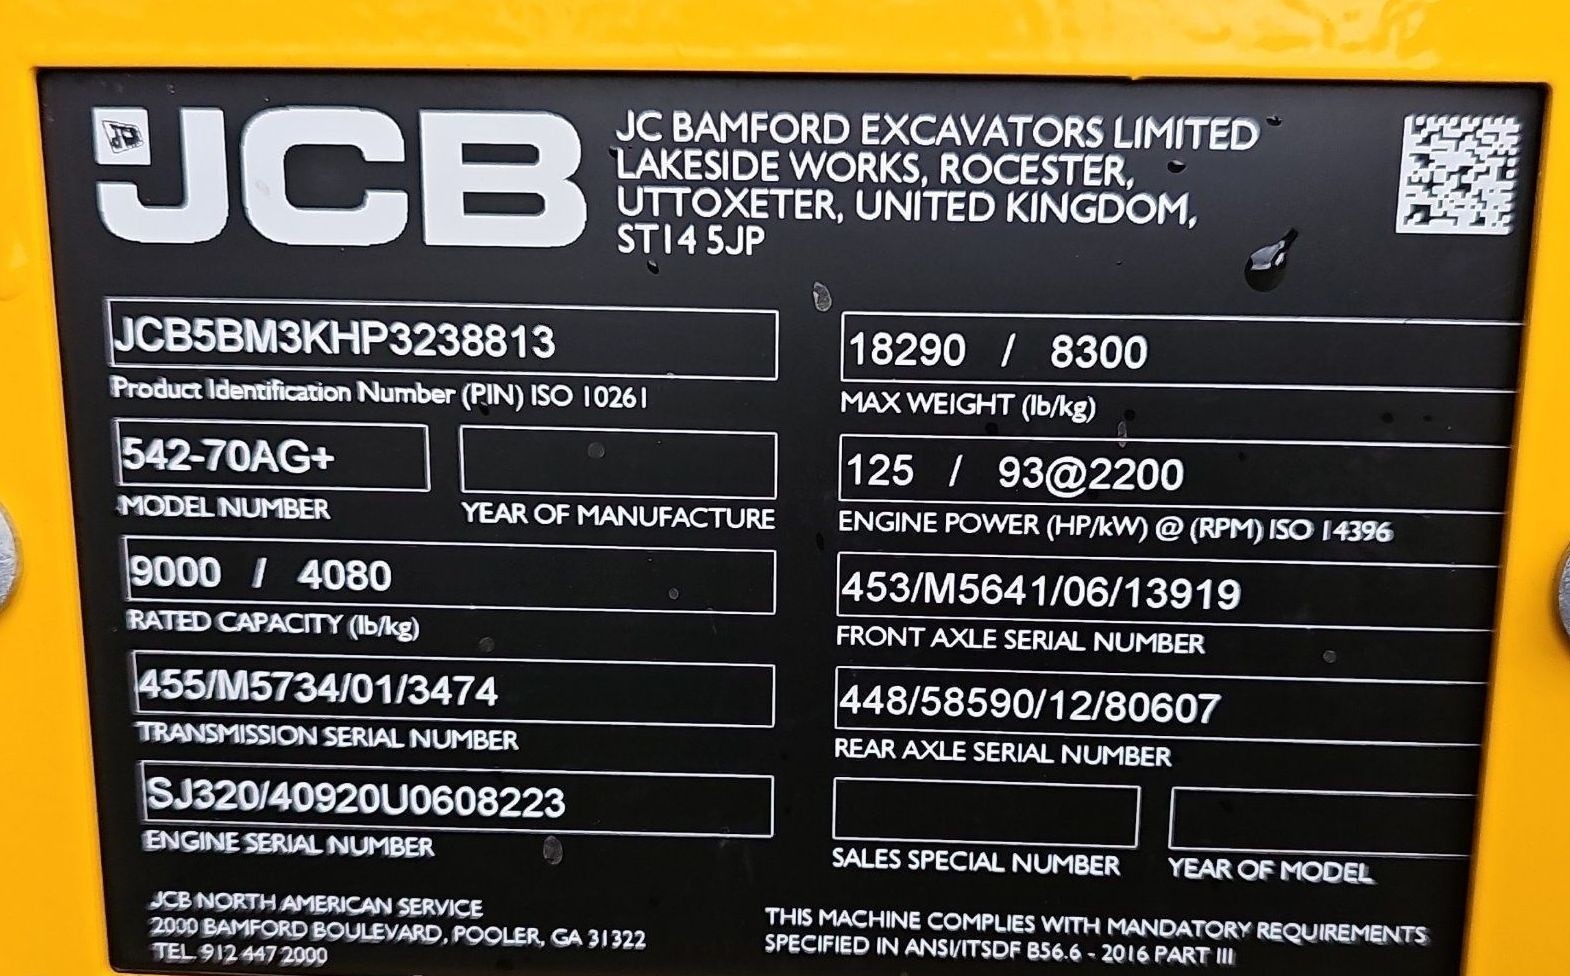 JCB
JC BAMFORD EXCAVATORS LIMITED
LAKESIDE WORKS, ROCESTER,
UTTOXETER, UNITED KINGDOM,
ST14 5JP
JCB5BM3KHP3238813
Product Identification Number (PIN) ISO 10261
542-70AG+
MODEL NUMBER
YEAR OF MANUFACTURE
9000 / 4080
RATED CAPACITY (lb/kg)
455/M5734/01/3474
TRANSMISSION SERIAL NUMBER
SJ320/40920U0608223
ENGINE SERIAL NUMBER
18290 / 8300
MAX WEIGHT (lb/kg)
125 / 93@2200
ENGINE POWER (HP/kW) @ (RPM) ISO 14396
453/M5641/06/13919
FRONT AXLE SERIAL NUMBER
448/58590/12/80607
REAR AXLE SERIAL NUMBER
SALES SPECIAL NUMBER
YEAR OF MODEL
JCB NORTH AMERICAN SERVICE
2000 BAMFORD BOULEVARD, POOLER, GA 31322
TEL. 912 447 2000
THIS MACHINE COMPLIES WITH MANDATORY REQUIREMENTS
SPECIFIED IN ANSI/ITSDF B56.6 - 2016 PART III